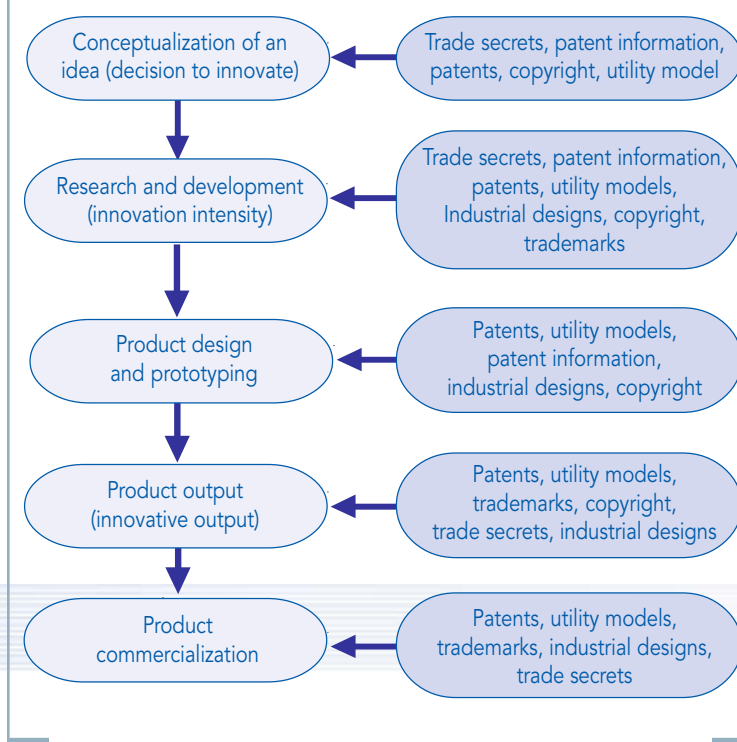 Conceptualization of an
idea (decision to innovate)
Trade secrets, patent information,
patents, copyright, utility model
Research and development
(innovation intensity)
Trade secrets, patent information,
patents, utility models,
Industrial designs, copyright,
trademarks
Product design
and prototyping
Patents, utility models,
patent information,
industrial designs, copyright
Product output
(innovative output)
Patents, utility models,
trademarks, copyright,
trade secrets, industrial designs
Product
commercialization
Patents, utility models,
trademarks, industrial designs,
trade secrets